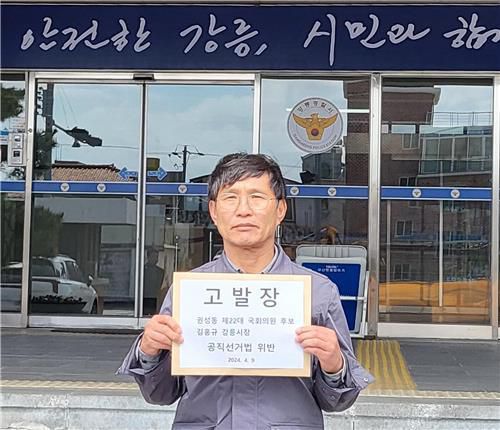 안전한 강릉, 시민과 함께
고발장
권성동 제22대 국회의원 후보
김홍규 강릉시장
공직선거법 위반
2024. 4. 9